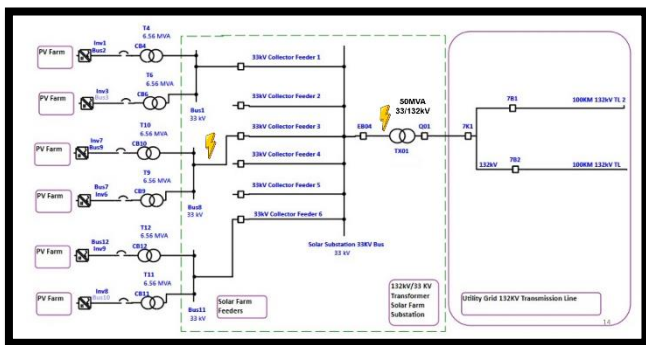 T4
6.56 MVA
PV Farm
Inv1
Bus2
CB4
T6
6.56 MVA
PV Farm
Inv3
CB6
Bus1
33 kV
T10
6.56 MVA
PV Farm
Inv7
Bus9
CB10
T9
6.56 MVA
PV Farm
Bus7
Inv6
CB9
Bus8
33 kV
T12
6.56 MVA
PV Farm
Bus12
Inv9
CB12
T11
6.56 MVA
PV Farm
Inv8
Bus10
CB11
Bus11
33 kV
33kV Collector Feeder 1
33kV Collector Feeder 2
33kV Collector Feeder 3
33kV Collector Feeder 4
33kV Collector Feeder 5
33kV Collector Feeder 6
Solar Substation 33KV Bus
33 kV
Solar Farm
Feeders
50MVA
33/132kV
EB04
TX01
Q01
132kV/33 KV
Transformer
Solar Farm
Substation
7K1
7B1
100KM 132kV TL 2
132kV
7B2
100KM 132kV TL
Utility Grid 132KV Transmission Line
14